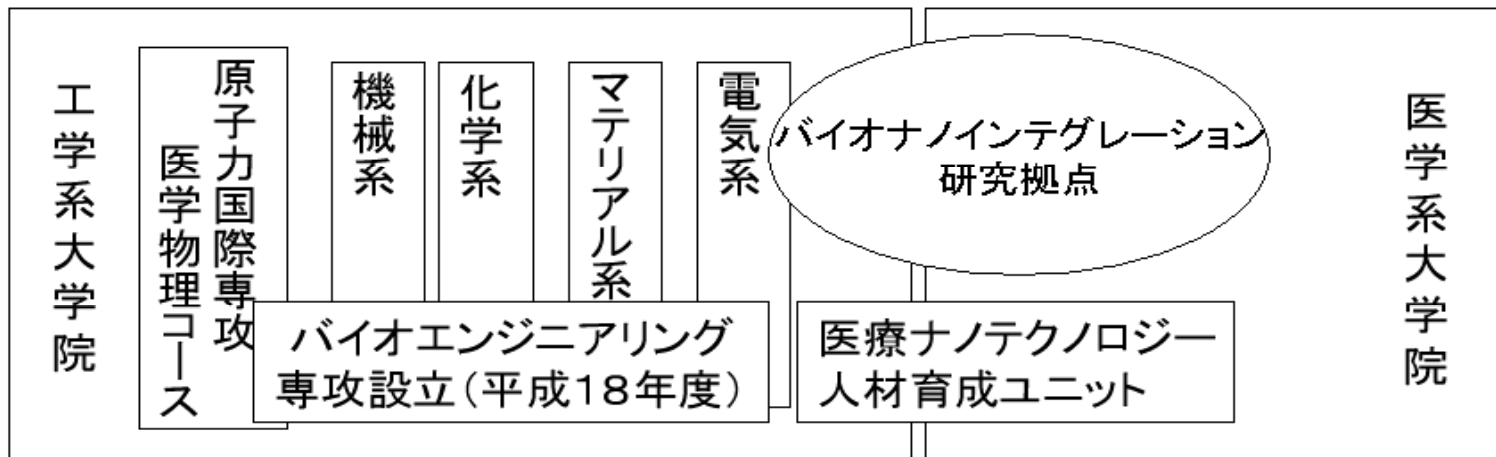 工学系大学院
原子力国際専攻
医学物理コース
機械系
化学系
マテリアル系
電気系
バイオナノインテグレーション
研究拠点
医学系大学院
バイオエンジニアリング
専攻設立(平成18年度)
医療ナノテクノロジー
人材育成ユニット